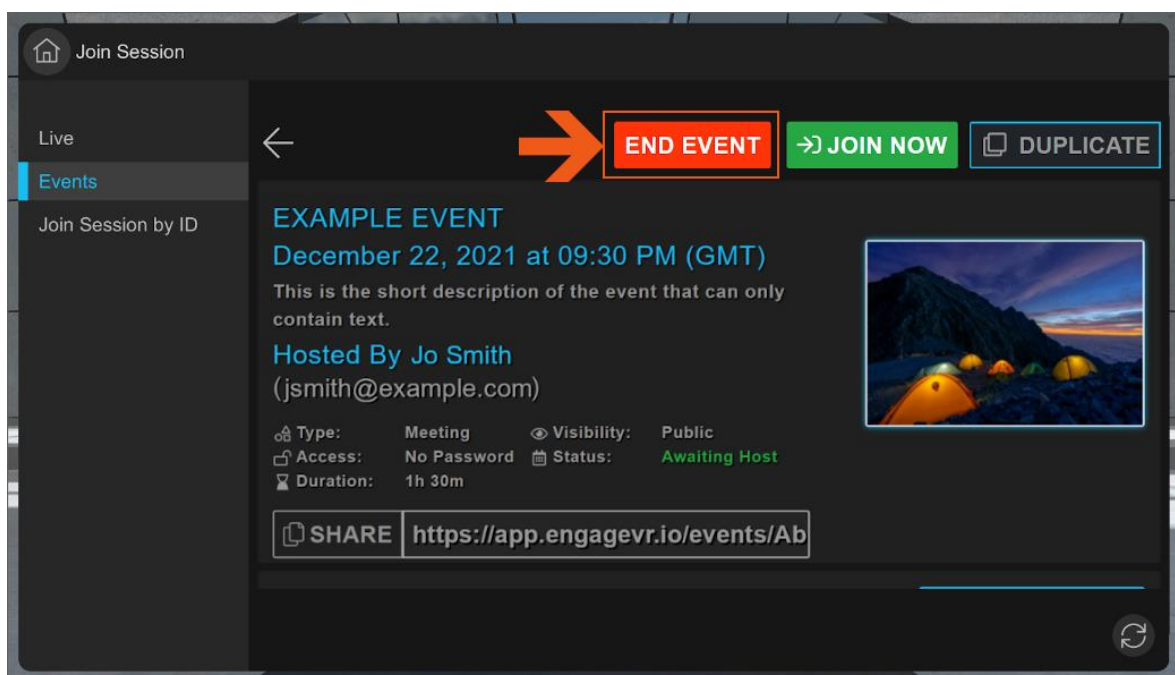 Join Session
Live
Events
Join Session by ID
END EVENT
JOIN NOW
DUPLICATE
EXAMPLE EVENT
December 22, 2021 at 09:30 PM (GMT)
This is the short description of the event that can only
contain text.
Hosted By Jo Smith
(jsmith@example.com)
Type: Meeting Visibility: Public
Access: No Password Status: Awaiting Host
Duration: 1h 30m
SHARE https://app.engagevr.io/events/Ab